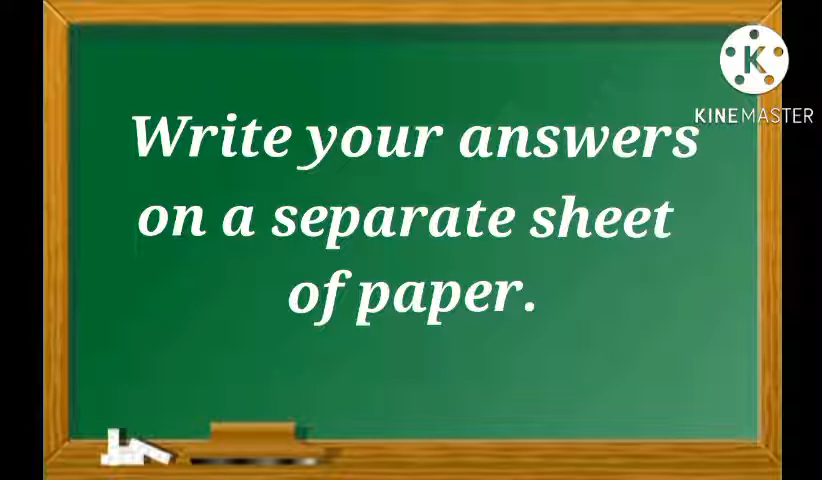 K
KINEMASTER
Write your answers
on a separate sheet
of paper.